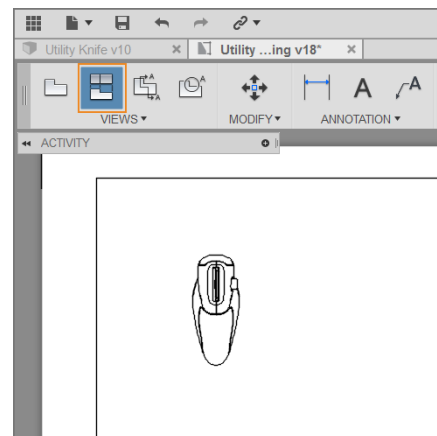 Utility Knife v10 × Utility ...ing v18* ×
A A A A A
VIEWS ▾ MODIFY ▾ ANNOTATION ▾
ACTIVITY